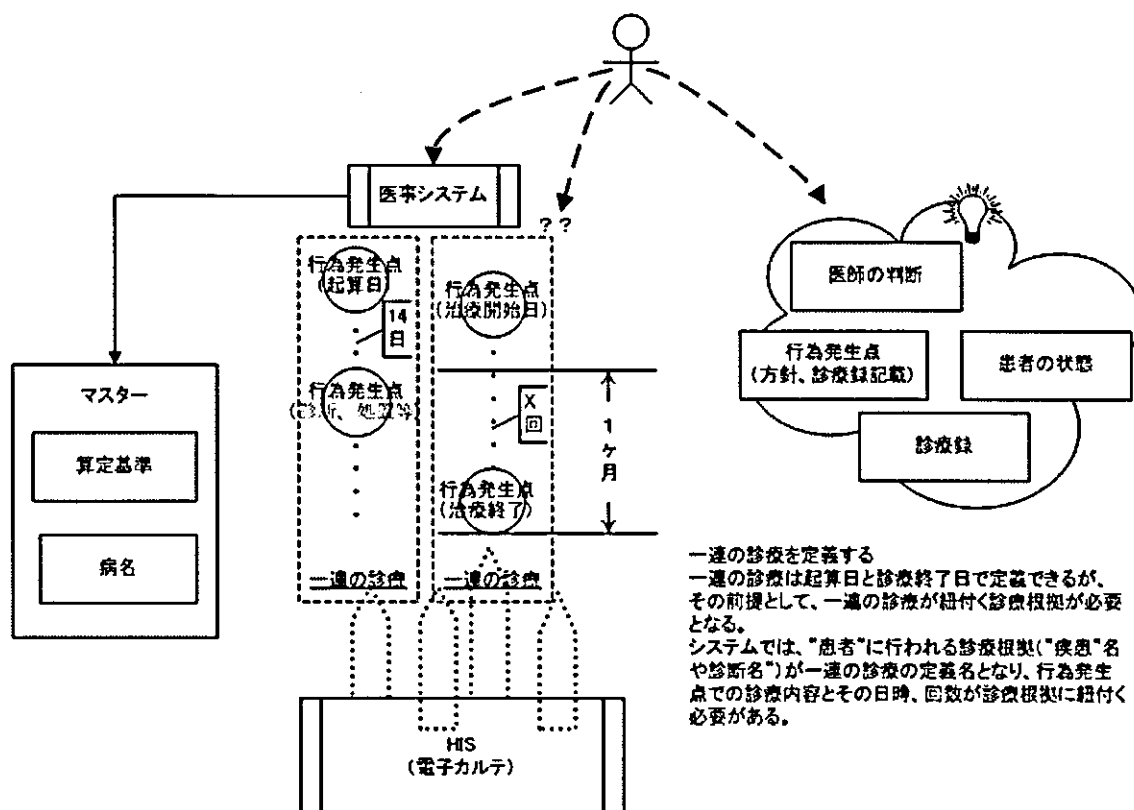 医事システム
??
行為発生点
(起算日)
14
日
行為発生点
(診断、処置等)
一連の診療
行為発生点
(治療開始日)
X
回
1
ヶ
月
行為発生点
(治療終了)
一連の診療
マスター
算定基準
病名
HIS
(電子カルテ)
医師の判断
行為発生点
(方針、診療録記載)
患者の状態
診療録
一連の診療を定義する
一連の診療は起算日と診療終了日で定義できるが、
その前提として、一連の診療が紐付く診療根拠が必要
となる。
システムでは、"患者"に行われる診療根拠("疾患"名
や診断名")が一連の診療の定義名となり、行為発生
点での診療内容とその日時、回数が診療根拠に紐付く
必要がある。